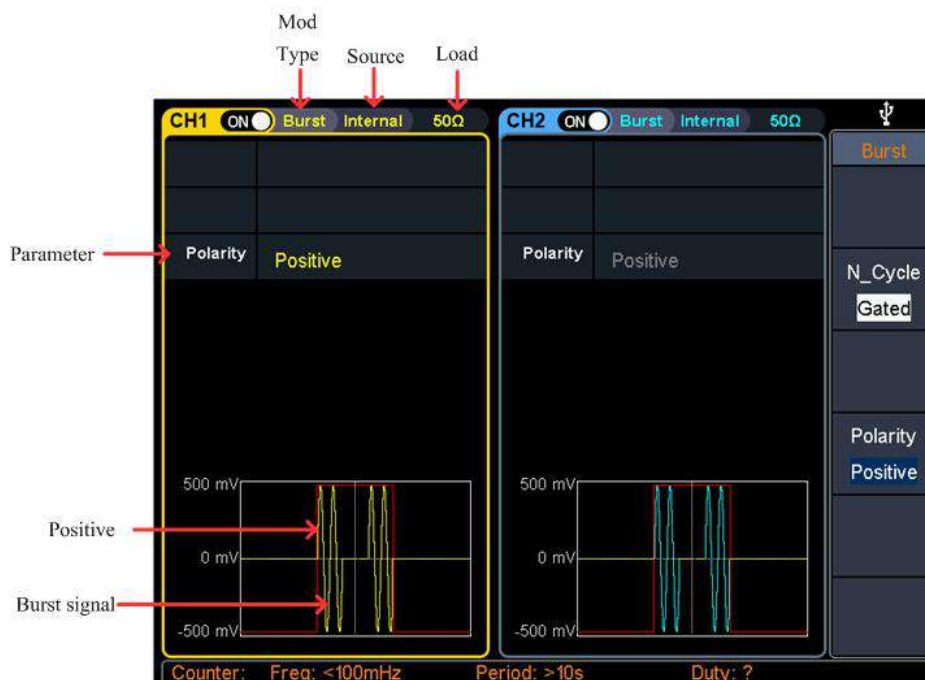 Mod
Type
Source
Load
CH1 ON Burst Internal 50Ω
CH2 ON Burst Internal 50Ω
Burst
Parameter
Polarity Positive
Polarity Positive
N_Cycle
Gated
Polarity
Positive
500 mV
0 mV
-500 mV
500 mV
0 mV
-500 mV
Positive
Burst signal
Counter: Freq: <100mHz Period: >10s Duty: ?